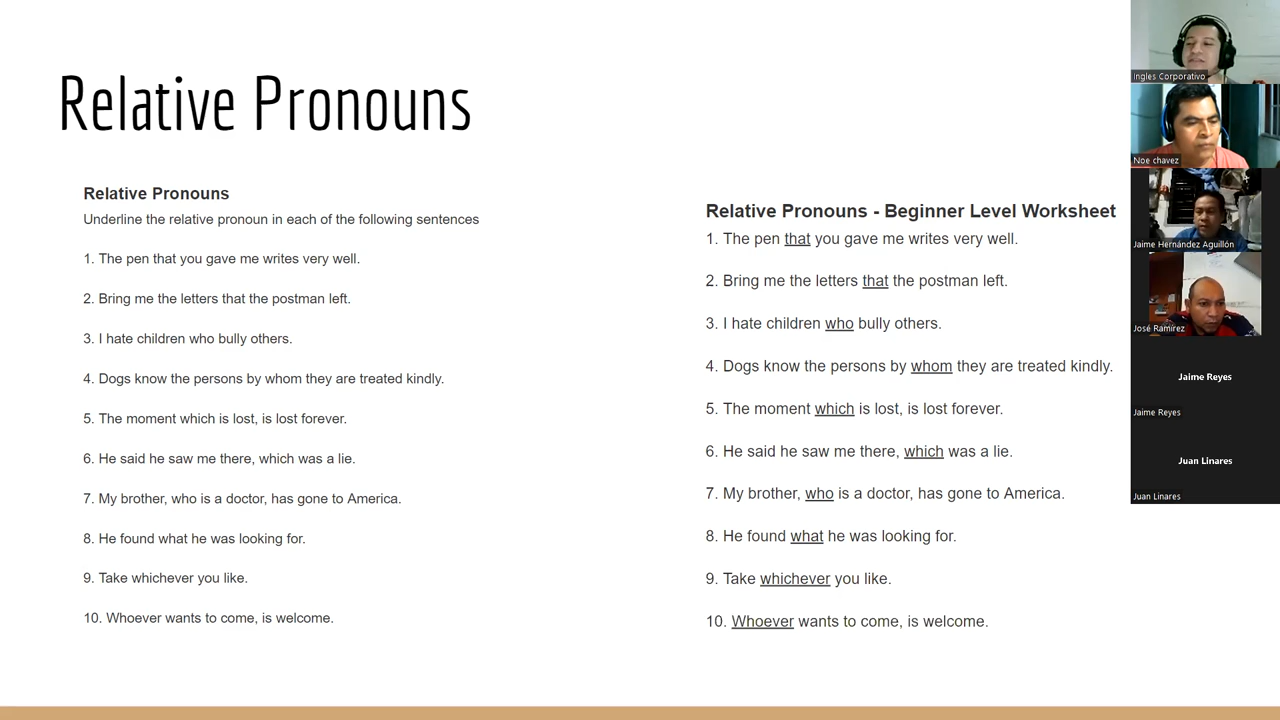 Relative Pronouns
Relative Pronouns
Underline the relative pronoun in each of the following sentences
1. The pen that you gave me writes very well.
2. Bring me the letters that the postman left.
3. I hate children who bully others.
4. Dogs know the persons by whom they are treated kindly.
5. The moment which is lost, is lost forever.
6. He said he saw me there, which was a lie.
7. My brother, who is a doctor, has gone to America.
8. He found what he was looking for.
9. Take whichever you like.
10. Whoever wants to come, is welcome.
Relative Pronouns - Beginner Level Worksheet
1. The pen that you gave me writes very well.
2. Bring me the letters that the postman left.
3. I hate children who bully others.
4. Dogs know the persons by whom they are treated kindly.
5. The moment which is lost, is lost forever.
6. He said he saw me there, which was a lie.
7. My brother, who is a doctor, has gone to America.
8. He found what he was looking for.
9. Take whichever you like.
10. Whoever wants to come, is welcome.
Ingles Corporativo
Noe chavez
Jaime Hernández Aguillón
José Ramírez
Jaime Reyes
Jaime Reyes
Juan Linares
Juan Linares